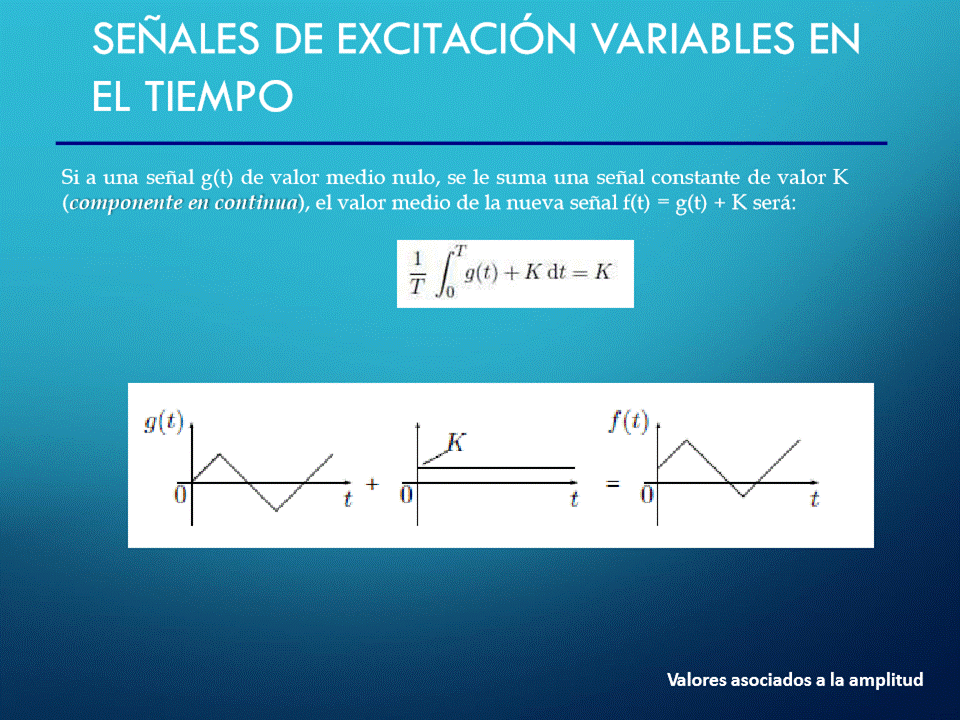 SEÑALES DE EXCITACIÓN VARIABLES EN
EL TIEMPO
Si a una señal g(t) de valor medio nulo, se le suma una señal constante de valor K
(componente en continua), el valor medio de la nueva señal f(t) = g(t) + K será:
1/T ∫₀ᵀ g(t) + K dt = K
g(t) K f(t)
0 t + 0 t = 0 t
Valores asociados a la amplitud